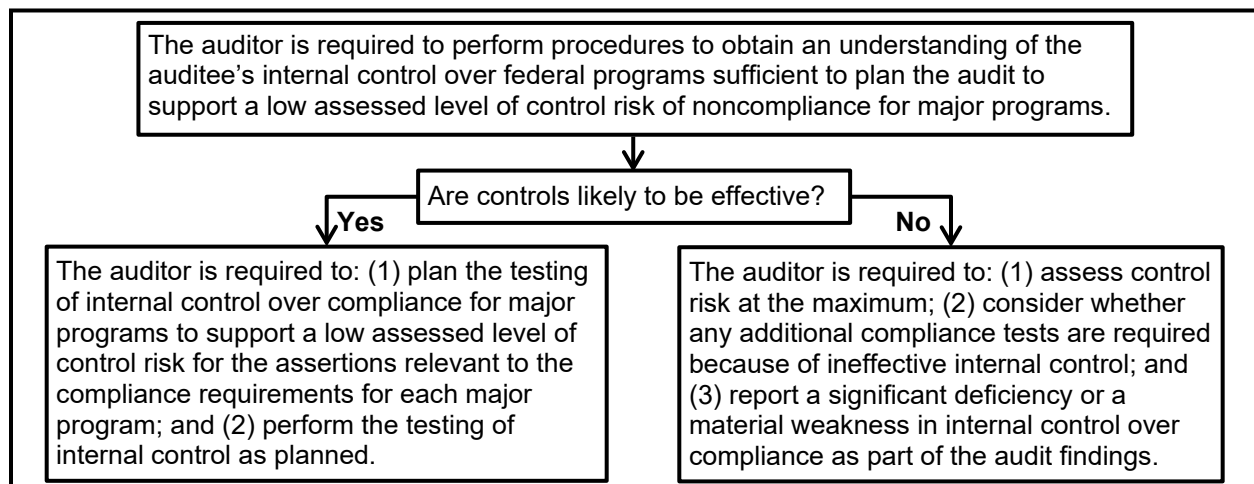 The auditor is required to perform procedures to obtain an understanding of the
auditee's internal control over federal programs sufficient to plan the audit to
support a low assessed level of control risk of noncompliance for major programs.
Are controls likely to be effective?
Yes
No
The auditor is required to: (1) plan the testing
of internal control over compliance for major
programs to support a low assessed level of
control risk for the assertions relevant to the
compliance requirements for each major
program; and (2) perform the testing of
internal control as planned.
The auditor is required to: (1) assess control
risk at the maximum; (2) consider whether
any additional compliance tests are required
because of ineffective internal control; and
(3) report a significant deficiency or a
material weakness in internal control over
compliance as part of the audit findings.